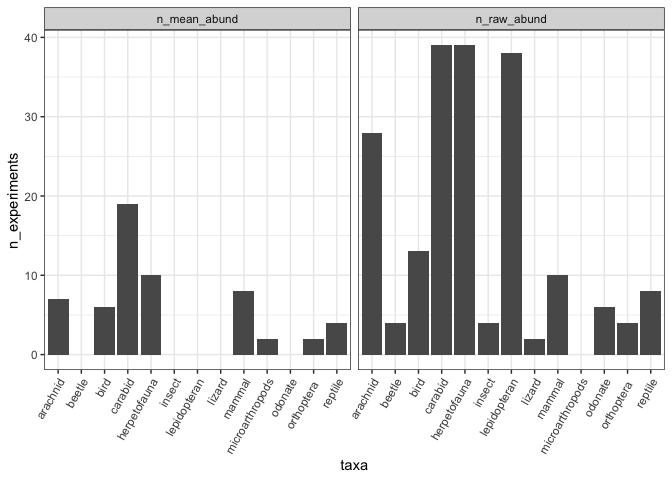 n_mean_abund n_raw_abund
40
30
20
10
0
n_experiments
arachnid beetle bird carabid herpetofauna insect lepidopteran lizard mammal microarthropods odonate orthoptera reptile
arachnid beetle bird carabid herpetofauna insect lepidopteran lizard mammal microarthropods odonate orthoptera reptile
taxa